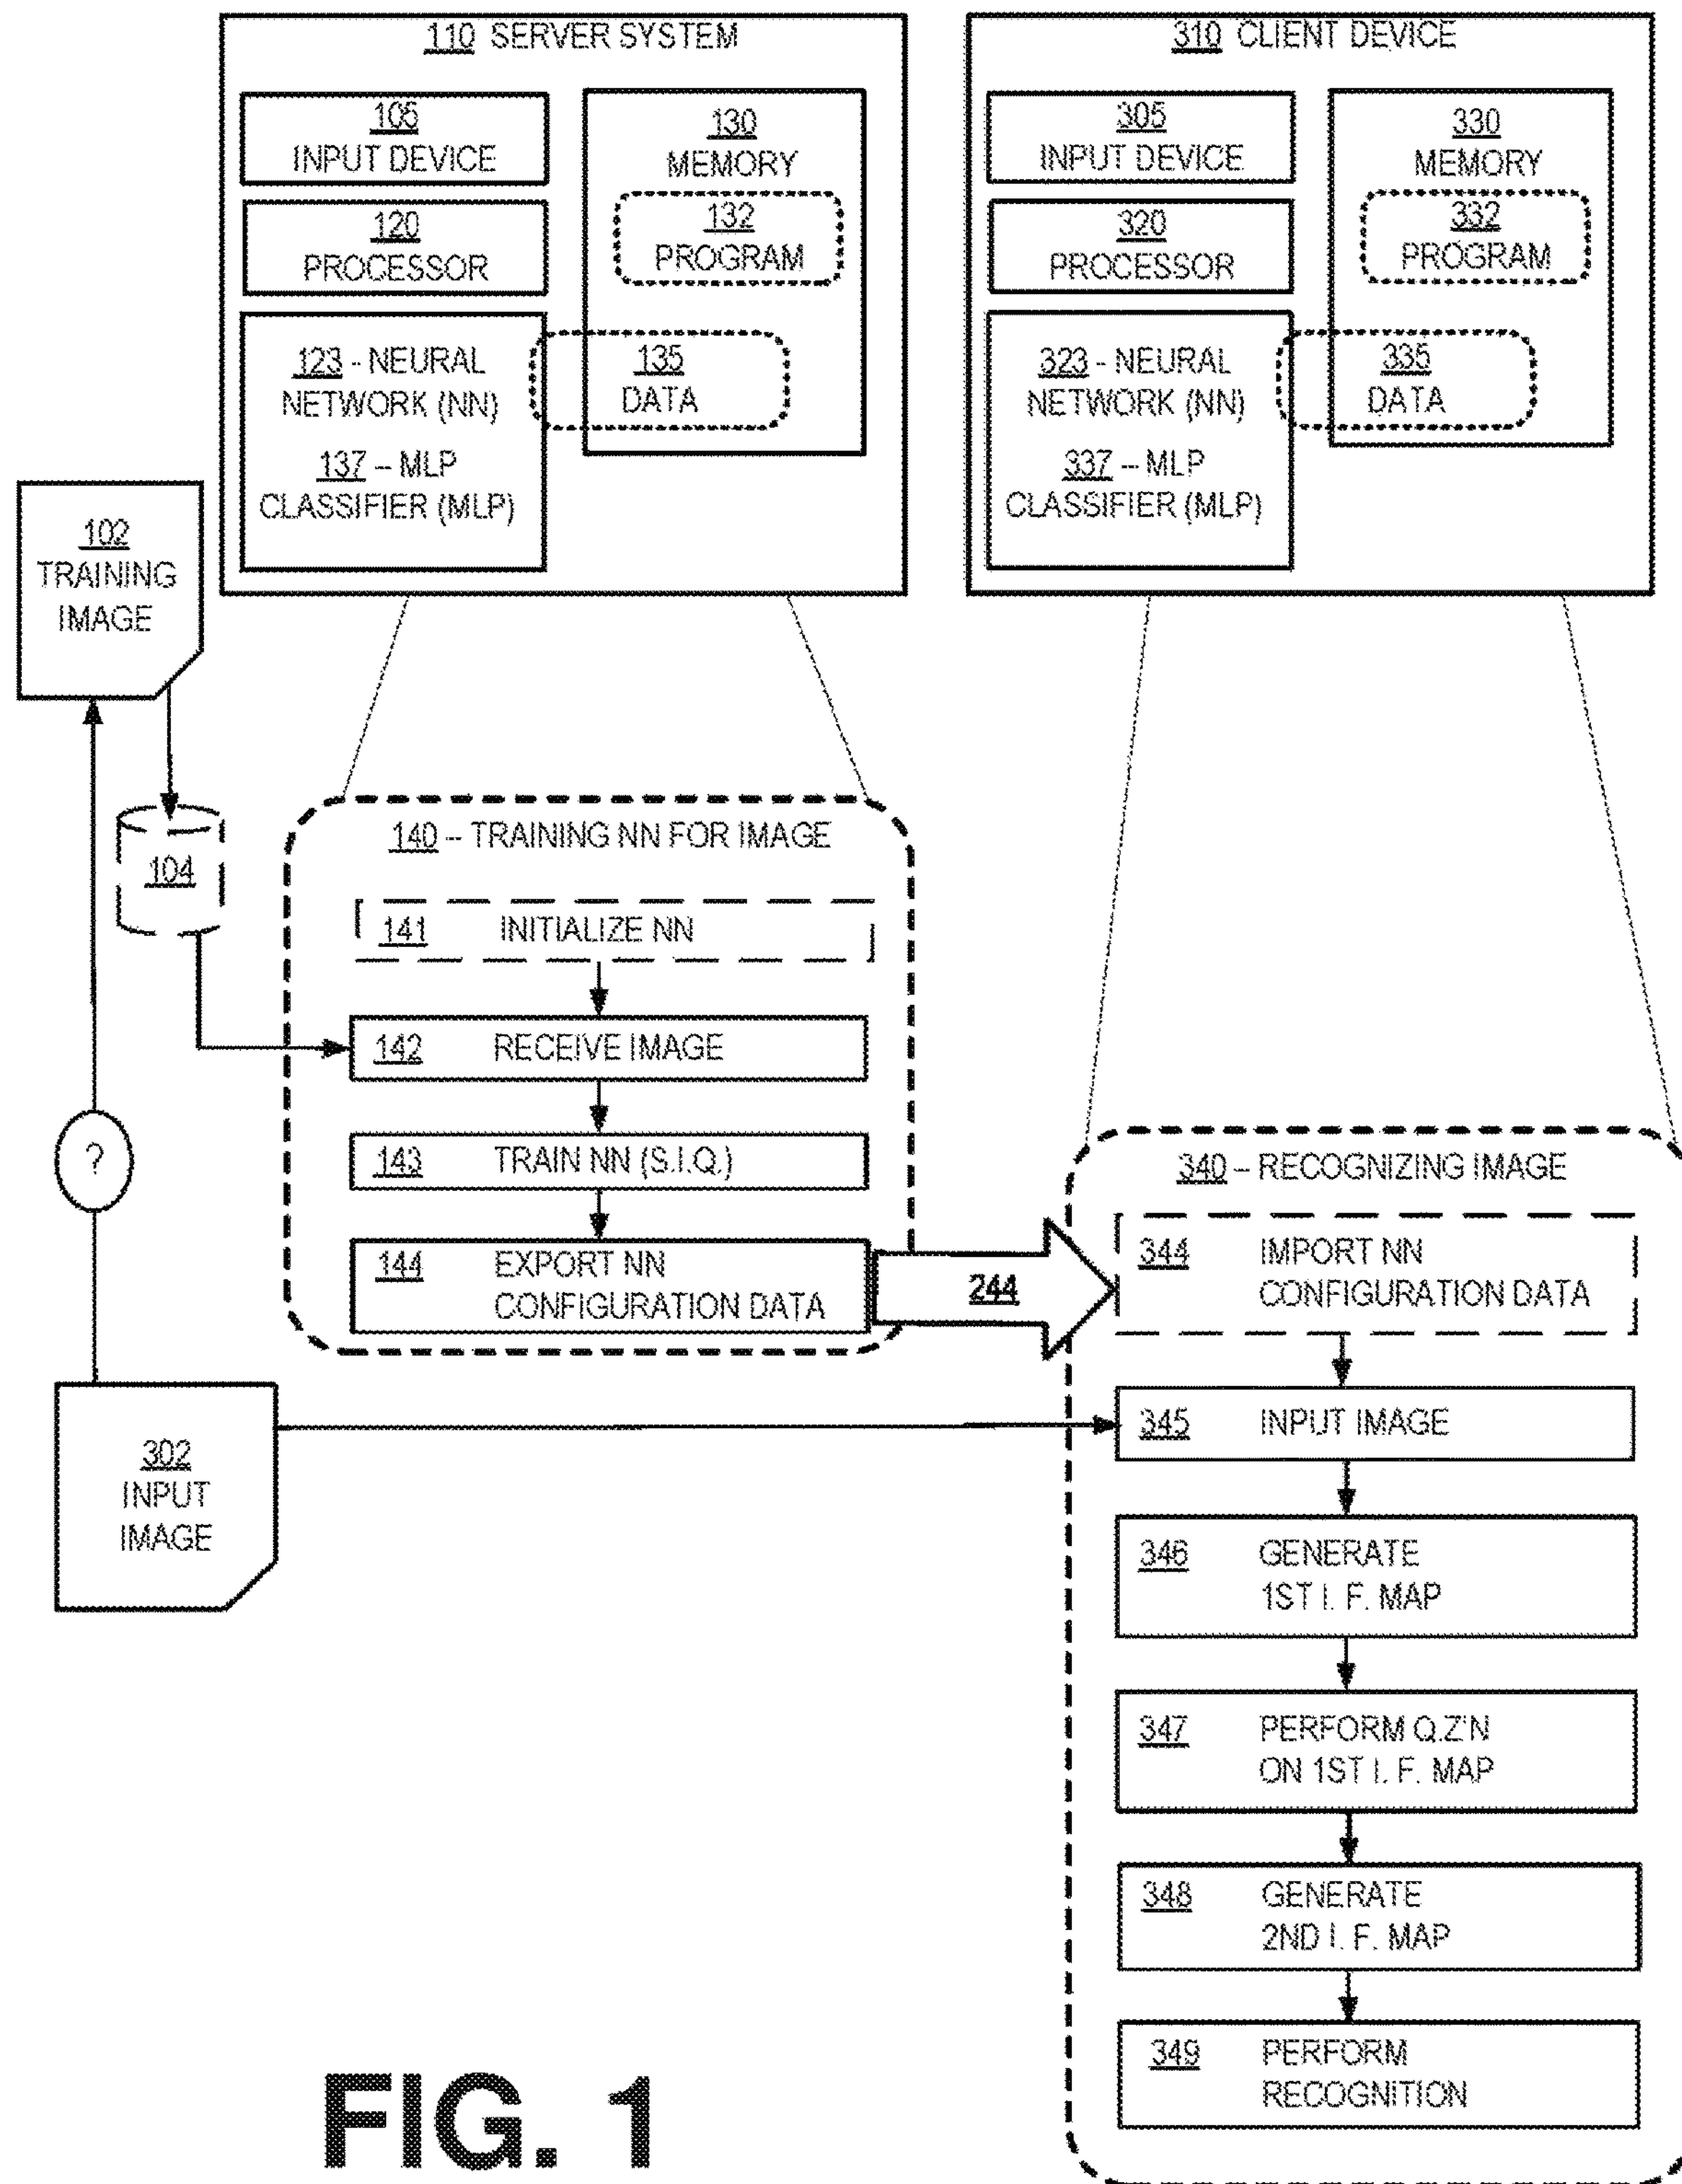 110 SERVER SYSTEM
105
INPUT DEVICE
120
PROCESSOR
130
MEMORY
132
PROGRAM
135
DATA
123 - NEURAL
NETWORK (NN)
137 – MLP
CLASSIFIER (MLP)
310 CLIENT DEVICE
305
INPUT DEVICE
320
PROCESSOR
330
MEMORY
332
PROGRAM
335
DATA
323 - NEURAL
NETWORK (NN)
337 – MLP
CLASSIFIER (MLP)
102
TRAINING
IMAGE
104
?
140 – TRAINING NN FOR IMAGE
141 INITIALIZE NN
142 RECEIVE IMAGE
143 TRAIN NN (S.I.Q.)
144 EXPORT NN
CONFIGURATION DATA
244
302
INPUT
IMAGE
340 – RECOGNIZING IMAGE
344 IMPORT NN
CONFIGURATION DATA
345 INPUT IMAGE
346 GENERATE
1ST I. F. MAP
347 PERFORM Q.Z'N
ON 1ST I. F. MAP
348 GENERATE
2ND I. F. MAP
349 PERFORM
RECOGNITION
FIG. 1